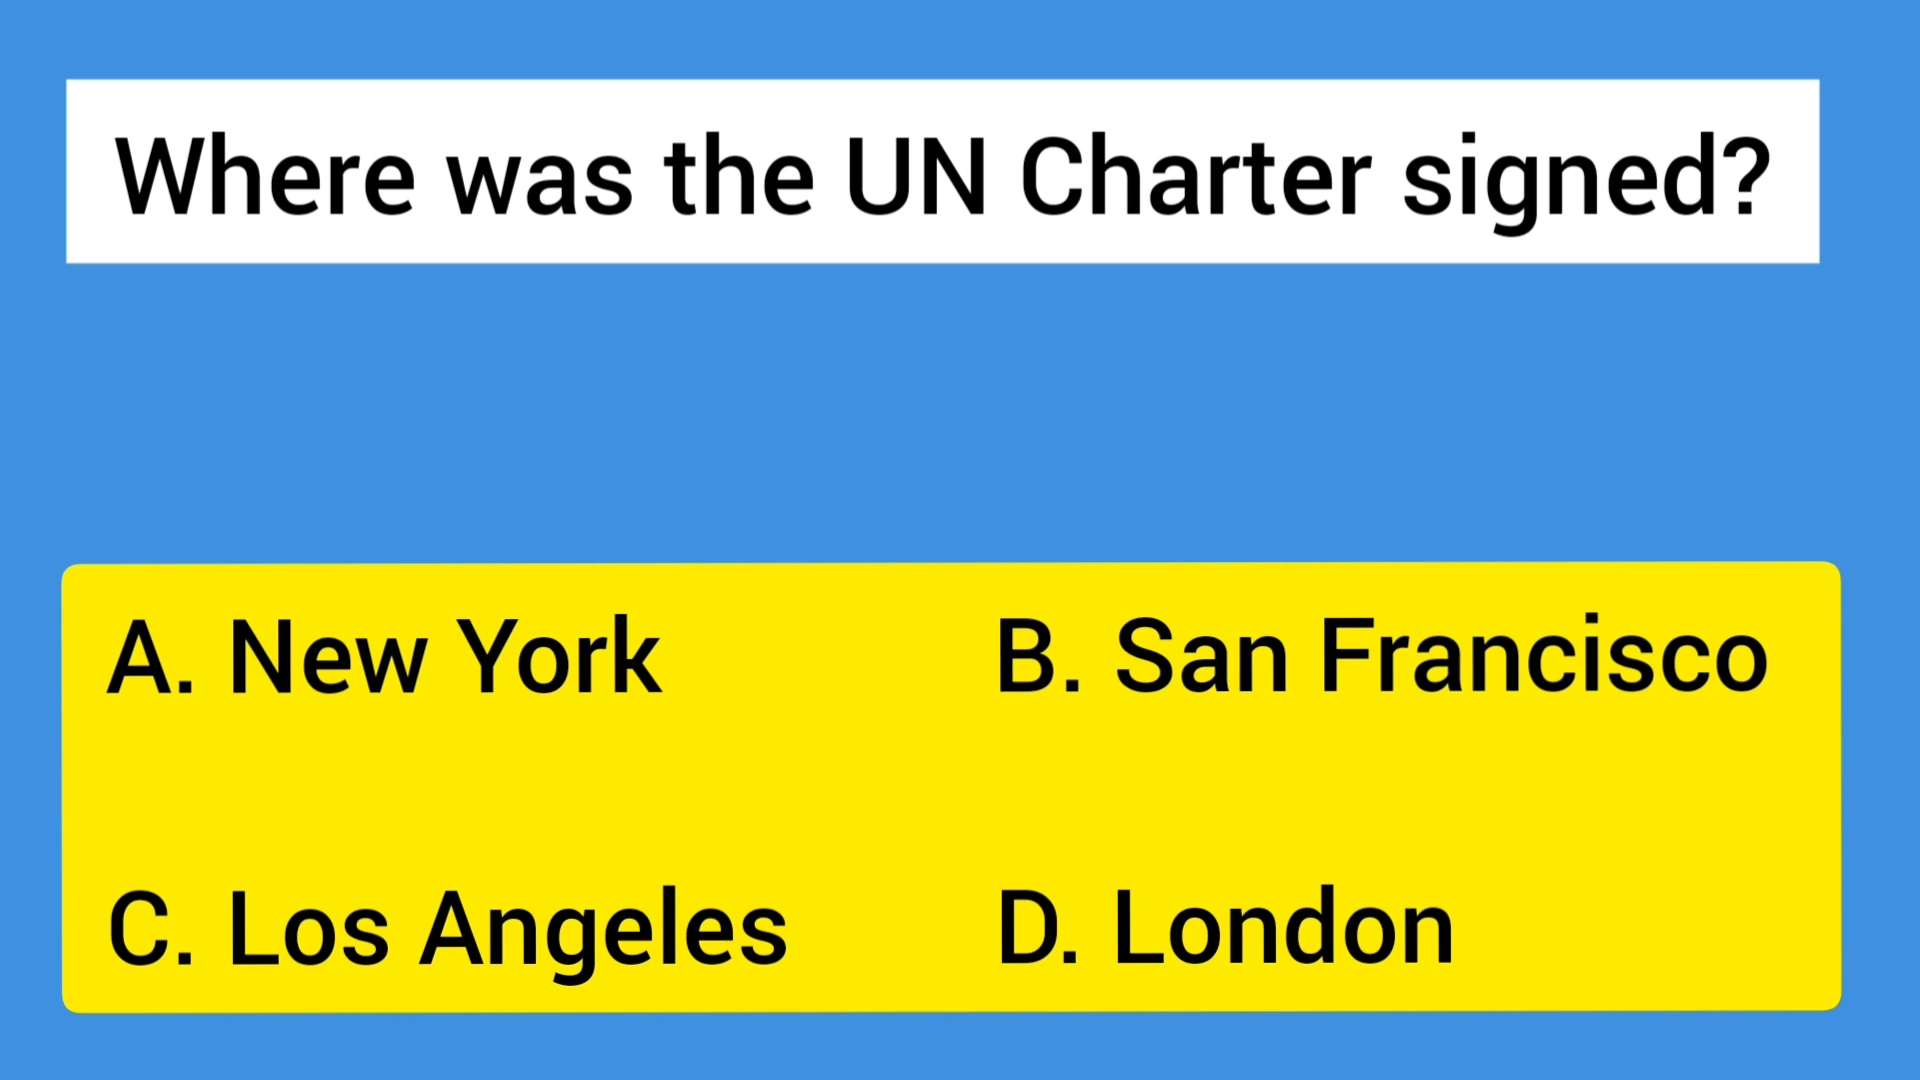 Where was the UN Charter signed?
A. New York
B. San Francisco
C. Los Angeles
D. London